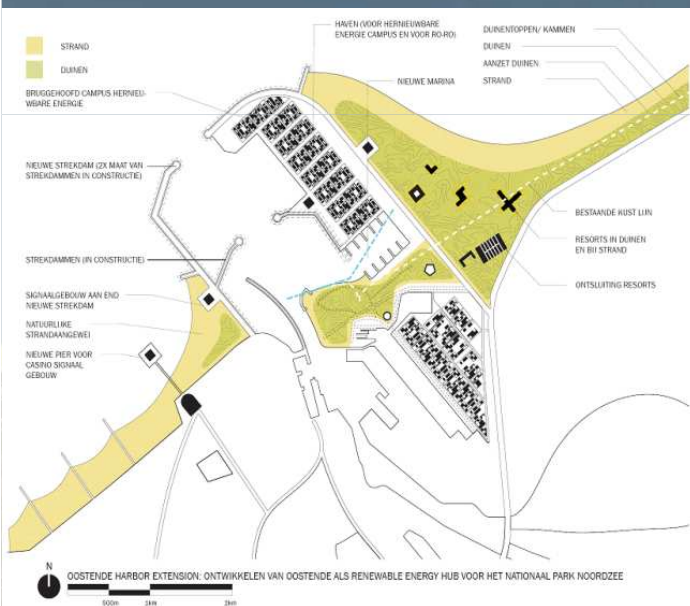 STRAND
DUINEN
BRUGGEHOOFD CAMPUS HERNIEU-
WBARE ENERGIE
HAVEN (VOOR HERNIEUWBARE
ENERGIE CAMPUS EN VOOR RO-RO)
NIEUWE MARINA
DUINENTOPPEN/ KAMMEN
DUINEN
AANZET DUINEN
STRAND
NIEUWE STREKDAM (2X MAAT VAN
STREKDAMMEN IN CONSTRUCTIE)
STREKDAMMEN (IN CONSTRUCTIE)
SIGNAALGEBOUW AAN END
NIEUWE STREKDAM
NATUURLIJKE
STRANDAANGEWEI
NIEUWE PIER VOOR
CASINO SIGNAAL
GEBOUW
BESTAANDE KUST LIJN
RESORTS IN DUINEN
EN BIJ STRAND
ONTSLUITING RESORTS
N
OOSTENDE HARBOR EXTENSION: ONTWIKKELEN VAN OOSTENDE ALS RENEWABLE ENERGY HUB VOOR HET NATIONAAL PARK NOORDZEE
500m 1km 2km